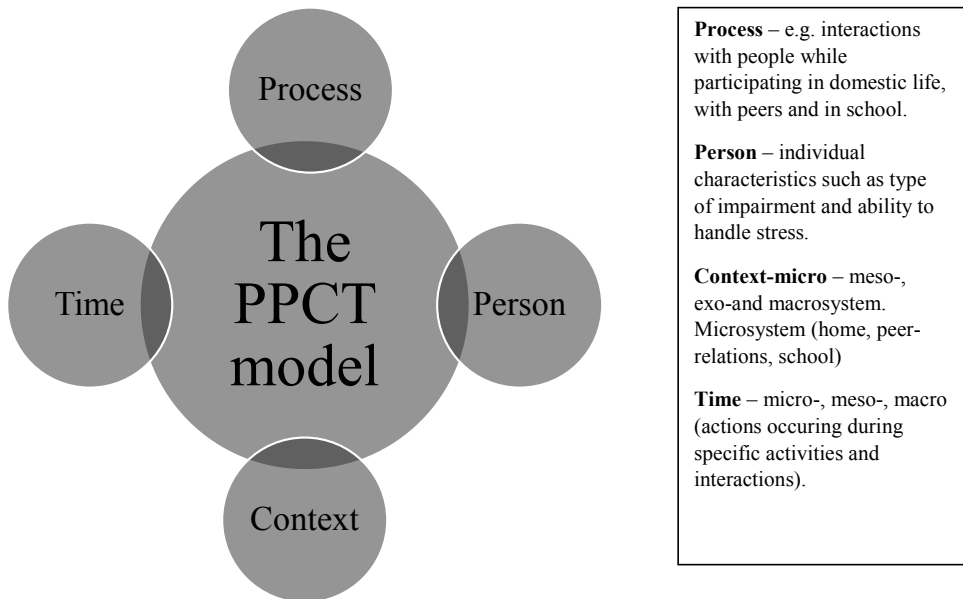 Process
Time
The
PPCT
model
Person
Context
Process – e.g. interactions
with people while
participating in domestic life,
with peers and in school.
Person – individual
characteristics such as type
of impairment and ability to
handle stress.
Context-micro – meso-,
exo-and macrosystem.
Microsystem (home, peer-
relations, school)
Time – micro-, meso-, macro
(actions occuring during
specific activities and
interactions).